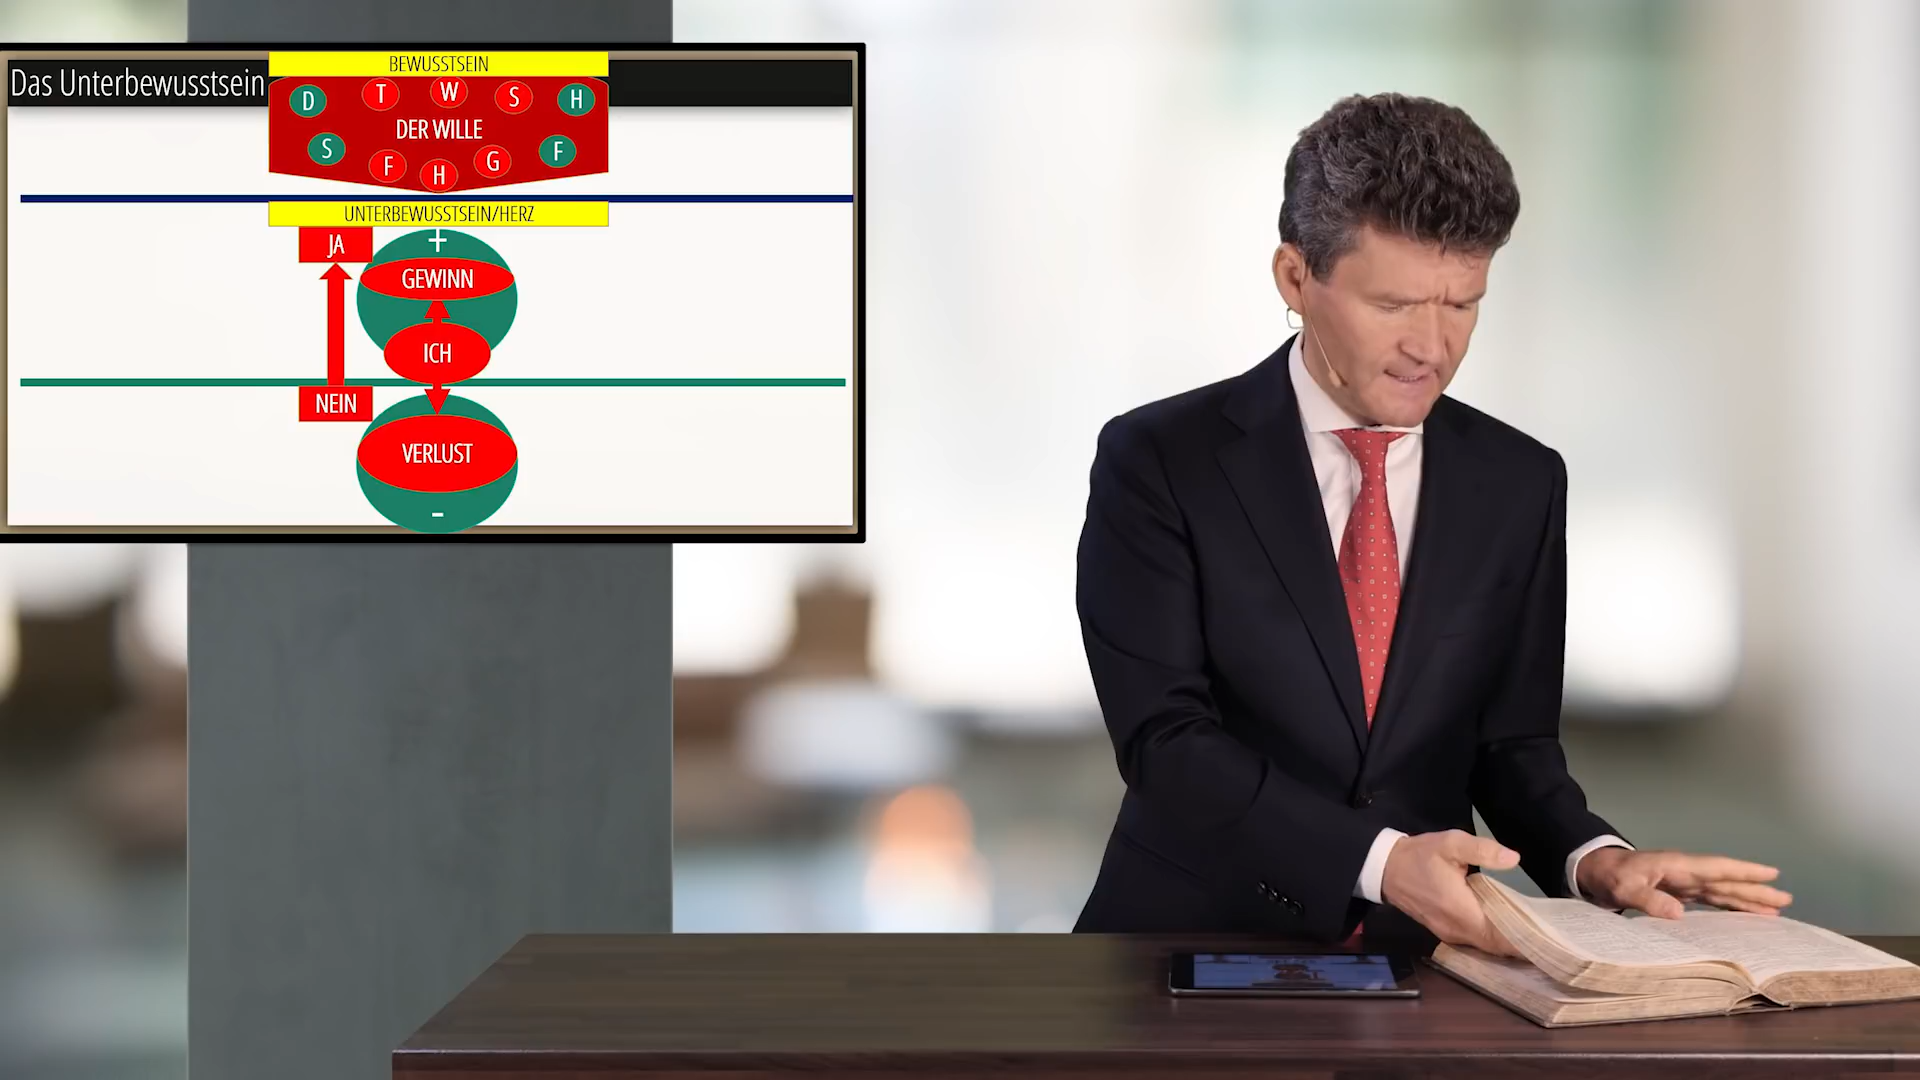 Das Unterbewusstsein
BEWUSSTSEIN
D T W S H
DER WILLE
S F H G F
UNTERBEWUSSTSEIN/HERZ
JA
+
GEWINN
ICH
NEIN
VERLUST
-